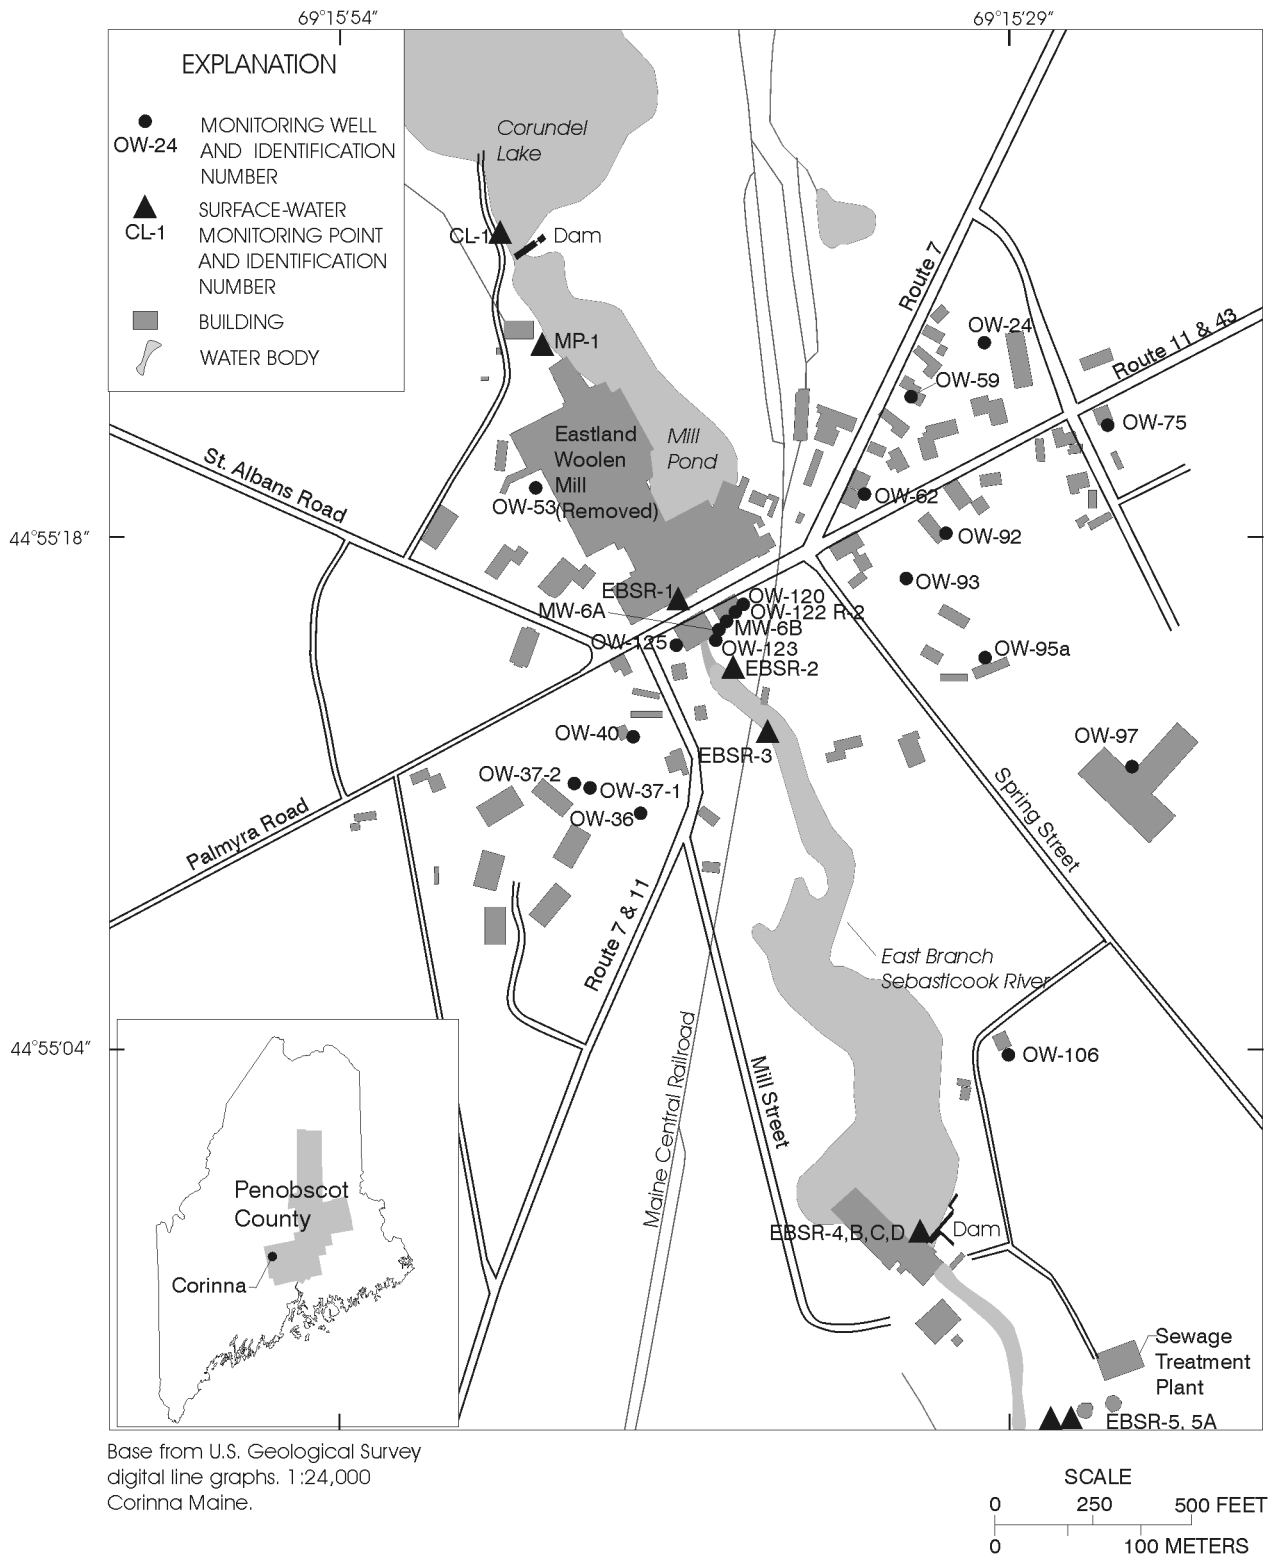 69°15'54"
69°15'29"
EXPLANATION
OW-24
MONITORING WELL
AND IDENTIFICATION
NUMBER
CL-1
SURFACE-WATER
MONITORING POINT
AND IDENTIFICATION
NUMBER
BUILDING
WATER BODY
Corundel
Lake
CL-1
Dam
MP-1
Route 7
OW-24
Route 11 & 43
OW-59
OW-75
Eastland
Woolen
Mill
(Removed)
Mill
Pond
St. Albans Road
OW-53
OW-62
44°55'18"
OW-92
OW-93
EBSR-1
OW-120
MW-6A
OW-122 R-2
MW-6B
OW-125
OW-123
OW-95a
EBSR-2
OW-40
EBSR-3
OW-97
OW-37-2
OW-37-1
OW-36
Palmyra Road
Spring Street
Route 7 & 11
East Branch
Sebasticook River
44°55'04"
Maine Central Railroad
Mill Street
OW-106
Penobscot
County
Corinna
EBSR-4,B,C,D
Dam
Sewage
Treatment
Plant
EBSR-5, 5A
Base from U.S. Geological Survey
digital line graphs. 1:24,000
Corinna Maine.
SCALE
0 250 500 FEET
0 100 METERS